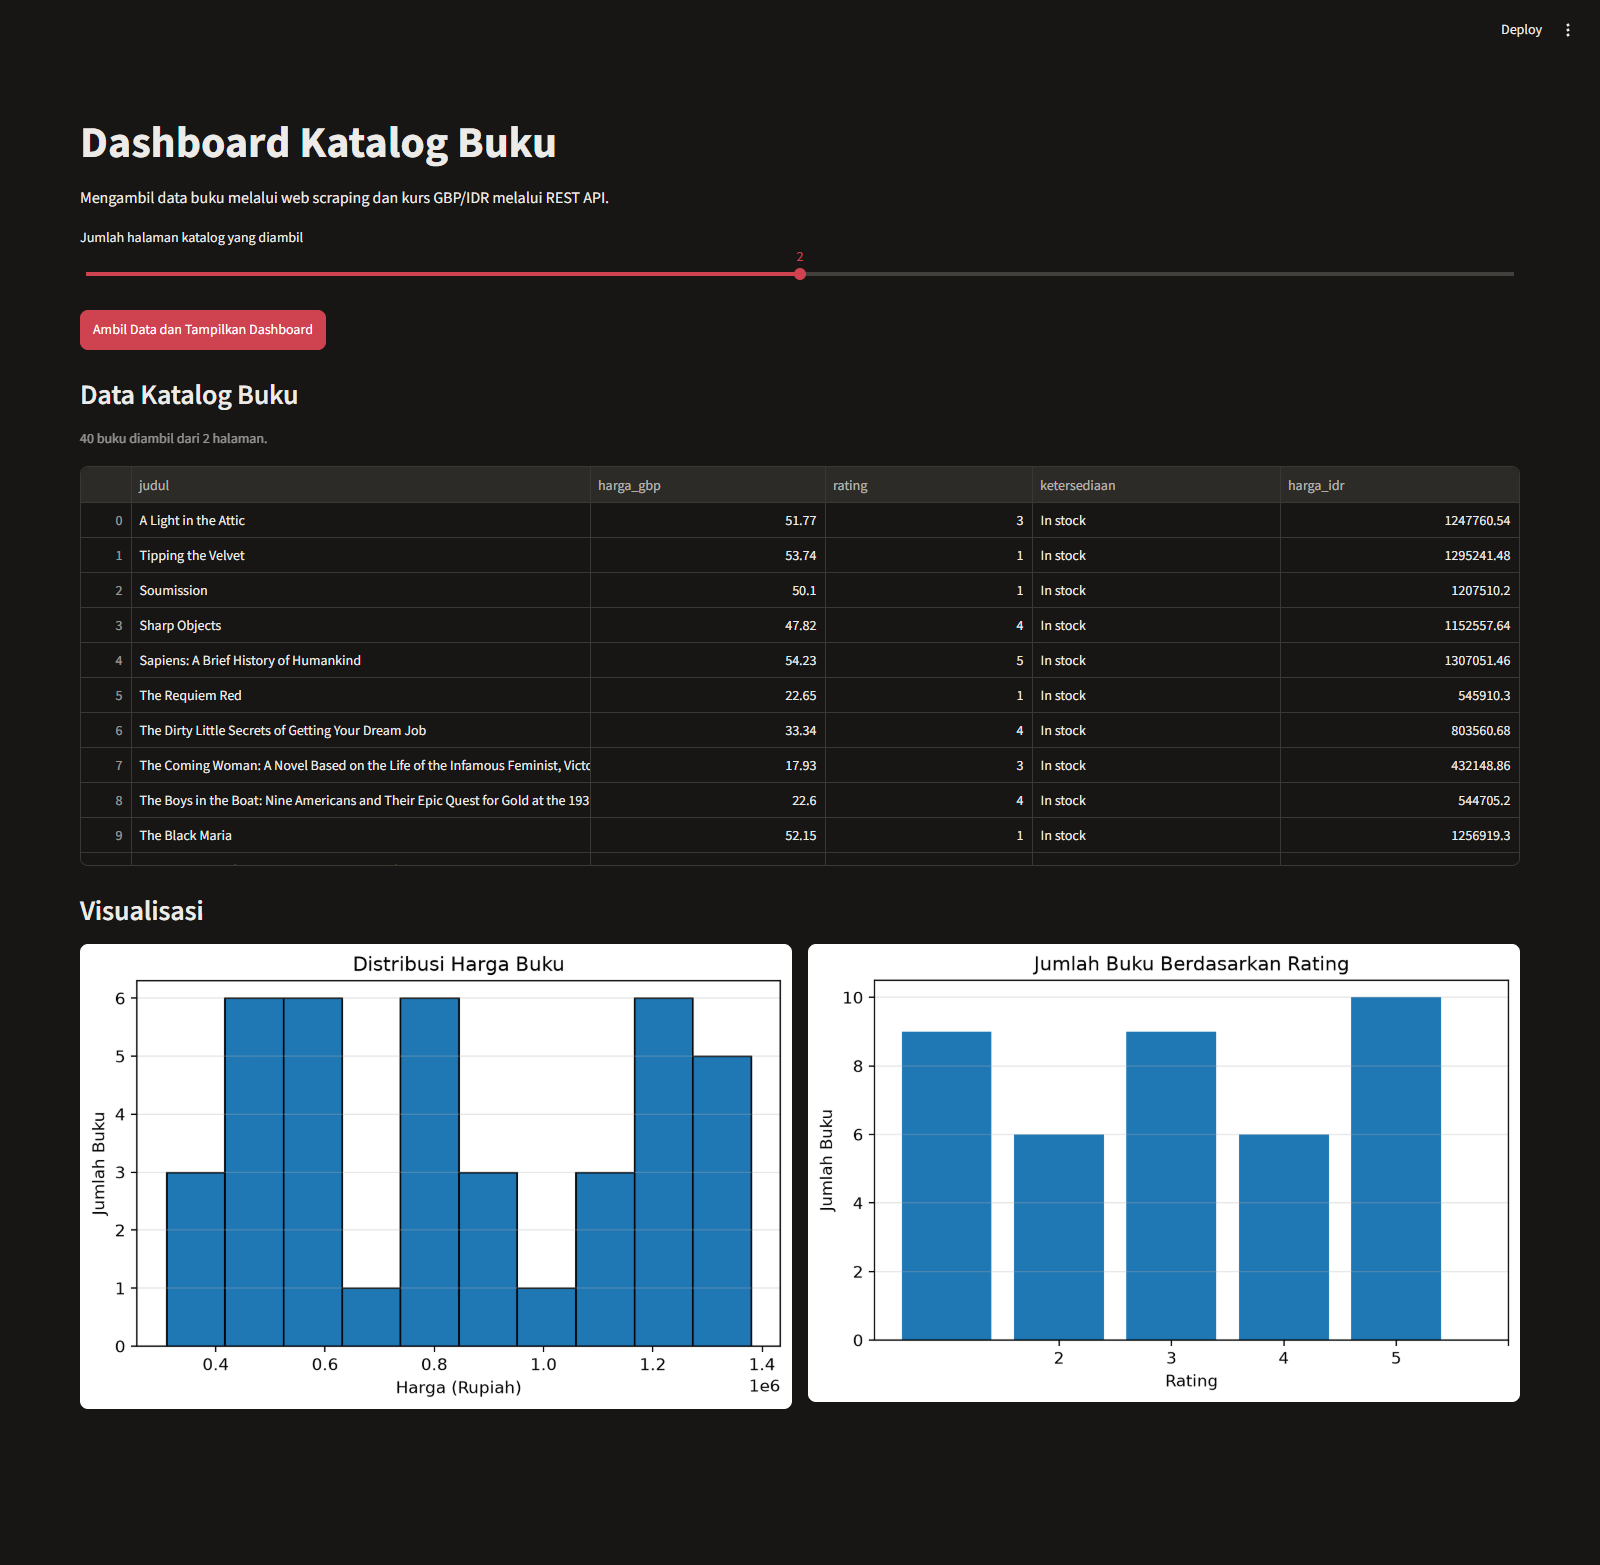 Deploy
Dashboard Katalog Buku
Mengambil data buku melalui web scraping dan kurs GBP/IDR melalui REST API.
Jumlah halaman katalog yang diambil
2
Ambil Data dan Tampilkan Dashboard
Data Katalog Buku
40 buku diambil dari 2 halaman.
judul harga_gbp rating ketersediaan harga_idr
0 A Light in the Attic 51.77 3 In stock 1247760.54
1 Tipping the Velvet 53.74 1 In stock 1295241.48
2 Soumission 50.1 1 In stock 1207510.2
3 Sharp Objects 47.82 4 In stock 1152557.64
4 Sapiens: A Brief History of Humankind 54.23 5 In stock 1307051.46
5 The Requiem Red 22.65 1 In stock 545910.3
6 The Dirty Little Secrets of Getting Your Dream Job 33.34 4 In stock 803560.68
7 The Coming Woman: A Novel Based on the Life of the Infamous Feminist, Victo 17.93 3 In stock 432148.86
8 The Boys in the Boat: Nine Americans and Their Epic Quest for Gold at the 193 22.6 4 In stock 544705.2
9 The Black Maria 52.15 1 In stock 1256919.3
Visualisasi
Distribusi Harga Buku
6
5
4
3
2
1
0
Jumlah Buku
0.4 0.6 0.8 1.0 1.2 1.4
1e6
Harga (Rupiah)
Jumlah Buku Berdasarkan Rating
10
8
6
4
2
0
Jumlah Buku
2 3 4 5
Rating